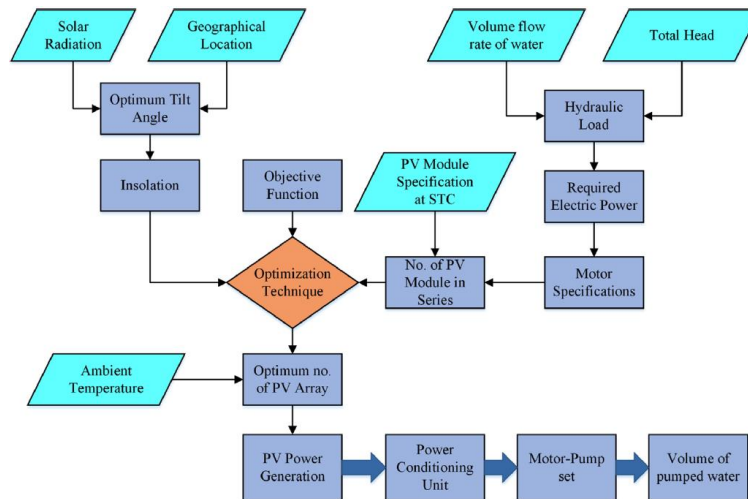 Solar
Radiation
Geographical
Location
Volume flow
rate of water
Total Head
Optimum Tilt
Angle
Hydraulic
Load
Insolation
Objective
Function
PV Module
Specification
at STC
Required
Electric Power
Optimization
Technique
No. of PV
Module in
Series
Motor
Specifications
Ambient
Temperature
Optimum no.
of PV Array
PV Power
Generation
Power
Conditioning
Unit
Motor-Pump
set
Volume of
pumped water